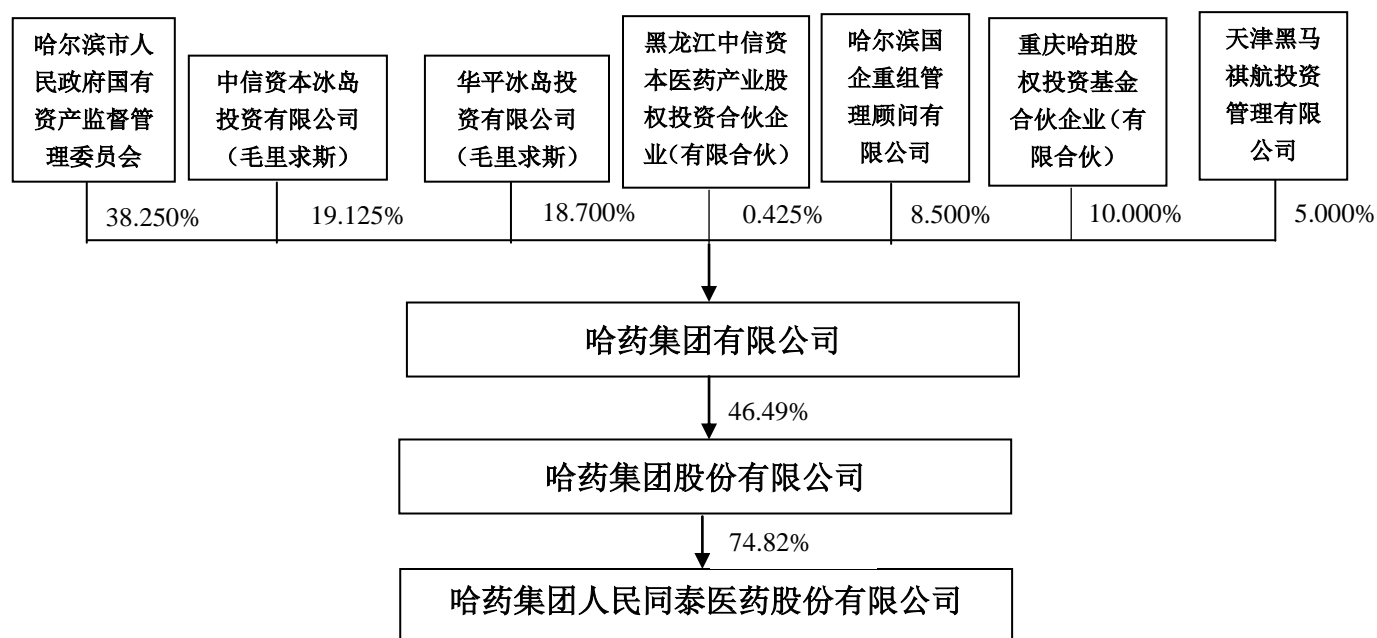 哈尔滨市人
民政府国有
资产监督管
理委员会
中信资本冰岛
投资有限公司
（毛里求斯）
华平冰岛投
资有限公司
（毛里求斯）
黑龙江中信资
本医药产业股
权投资合伙企
业（有限合伙）
哈尔滨国
企重组管
理顾问有
限公司
重庆哈珀股
权投资基金
合伙企业（有
限合伙）
天津黑马
祺航投资
管理有限
公司
38.250%
19.125%
18.700%
0.425%
8.500%
10.000%
5.000%
哈药集团有限公司
46.49%
哈药集团股份有限公司
74.82%
哈药集团人民同泰医药股份有限公司